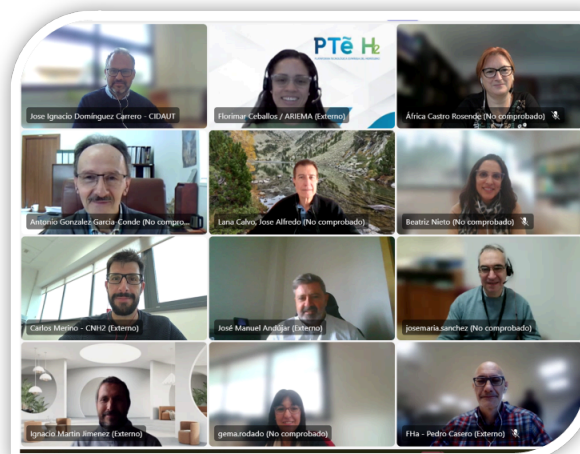 PTe H2
Jose Ignacio Domínguez Carrero - CIDAUT
Florimar Ceballos / ARIEMA (Externo)
África Castro Rosende (No comprobado)
Antonio Gonzalez García-Conde (No compro...
Lana Calvo, Jose Alfredo (No comprobado)
Beatriz Nieto (No comprobado)
Carlos Merino - CNH2 (Externo)
José Manuel Andújar (Externo)
josemaria.sanchez (No comprobado)
Ignacio Martin Jimenez (Externo)
gema.rodado (No comprobado)
FHa - Pedro Casero (Externo)